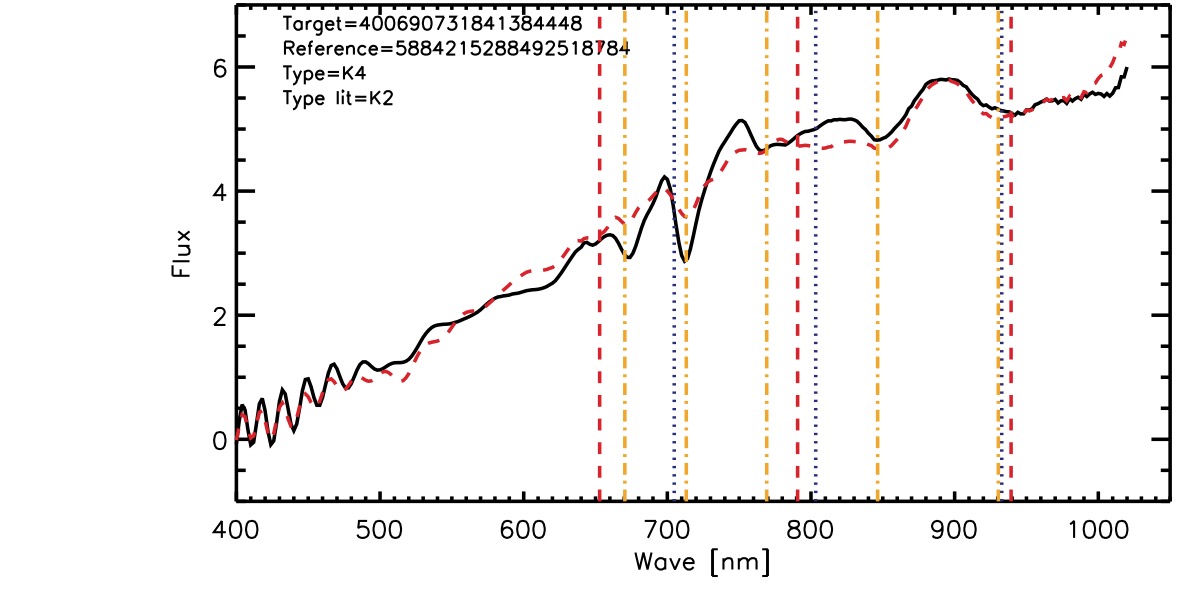 Target=400690731841384448
Reference=5884215288492518784
Type=K4
Type lit=K2
Flux
6
4
2
0
400 500 600 700 800 900 1000
Wave [nm]